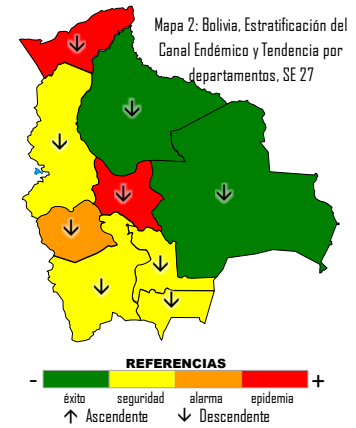 Mapa 2: Bolivia, Estratificación del
Canal Endémico y Tendencia por
departamentos, SE 27
REFERENCIAS
- +
éxito seguridad alarma epidemia
↑ Ascendente ↓ Descendente